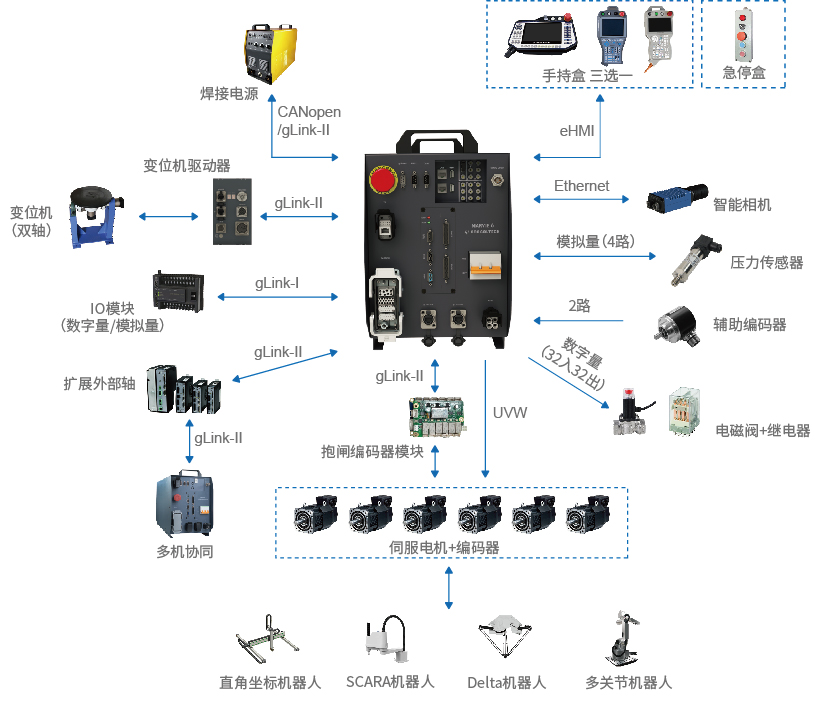 焊接电源
手持盒 三选一
急停盒
CANopen
/gLink-II
eHMI
变位机驱动器
gLink-II
Ethernet
变位机
（双轴）
智能相机
模拟量（4路）
压力传感器
gLink-I
IO模块
（数字量/模拟量）
2路
辅助编码器
gLink-II
扩展外部轴
数字量
（32入32出）
gLink-II
UVW
gLink-II
抱闸编码器模块
电磁阀+继电器
多机协同
伺服电机+编码器
直角坐标机器人
SCARA机器人
Delta机器人
多关节机器人